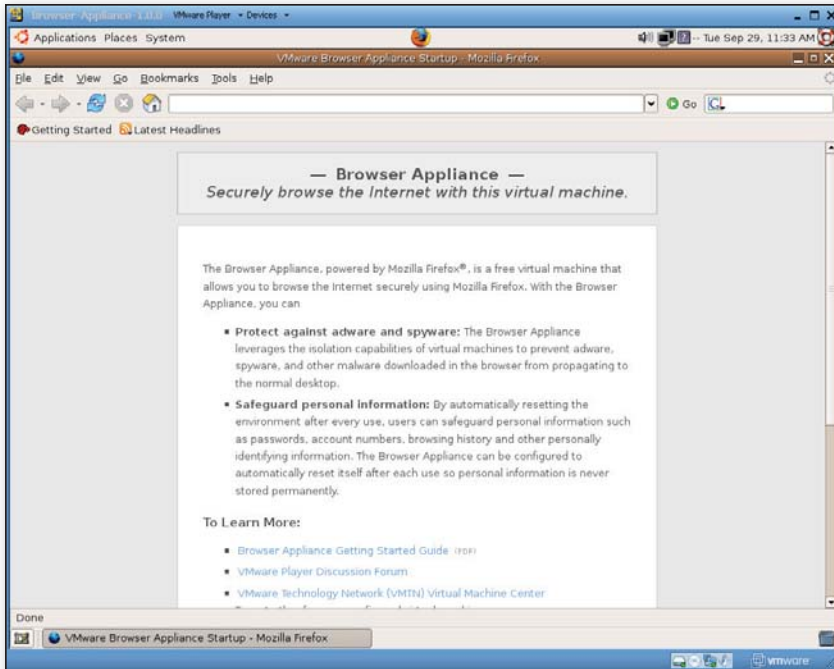 Browser-Appliance-1.0.0 VMware Player Devices
Applications Places System
Tue Sep 29, 11:33 AM
VMware Browser Appliance Startup - Mozilla Firefox
File Edit View Go Bookmarks Tools Help
Go
Getting Started Latest Headlines
— Browser Appliance —
Securely browse the Internet with this virtual machine.
The Browser Appliance, powered by Mozilla Firefox®, is a free virtual machine that
allows you to browse the Internet securely using Mozilla Firefox. With the Browser
Appliance, you can
▪ Protect against adware and spyware: The Browser Appliance
leverages the isolation capabilities of virtual machines to prevent adware,
spyware, and other malware downloaded in the browser from propagating to
the normal desktop.
▪ Safeguard personal information: By automatically resetting the
environment after every use, users can safeguard personal information such
as passwords, account numbers, browsing history and other personally
identifying information. The Browser Appliance can be configured to
automatically reset itself after each use so personal information is never
stored permanently.
To Learn More:
▪ Browser Appliance Getting Started Guide (PDF)
▪ VMware Player Discussion Forum
▪ VMware Technology Network (VMTN) Virtual Machine Center
Done
VMware Browser Appliance Startup - Mozilla Firefox
vmware